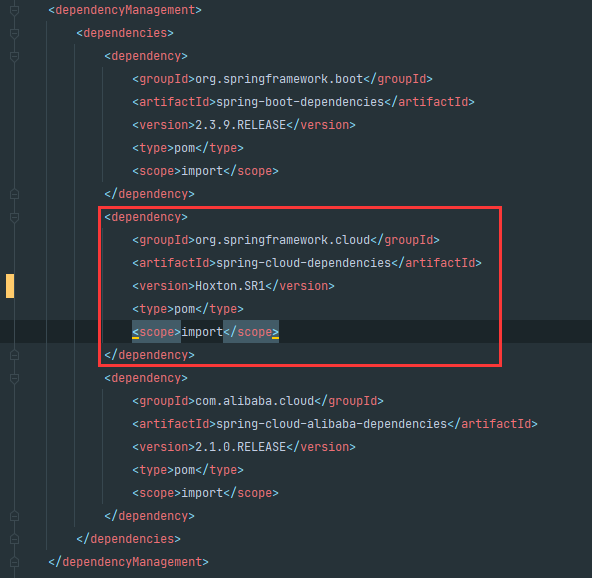 <dependencyManagement>
<dependencies>
<dependency>
<groupId>org.springframework.boot</groupId>
<artifactId>spring-boot-dependencies</artifactId>
<version>2.3.9.RELEASE</version>
<type>pom</type>
<scope>import</scope>
</dependency>
<dependency>
<groupId>org.springframework.cloud</groupId>
<artifactId>spring-cloud-dependencies</artifactId>
<version>Hoxton.SR1</version>
<type>pom</type>
<scope>import</scope>
</dependency>
<dependency>
<groupId>com.alibaba.cloud</groupId>
<artifactId>spring-cloud-alibaba-dependencies</artifactId>
<version>2.1.0.RELEASE</version>
<type>pom</type>
<scope>import</scope>
</dependency>
</dependencies>
</dependencyManagement>